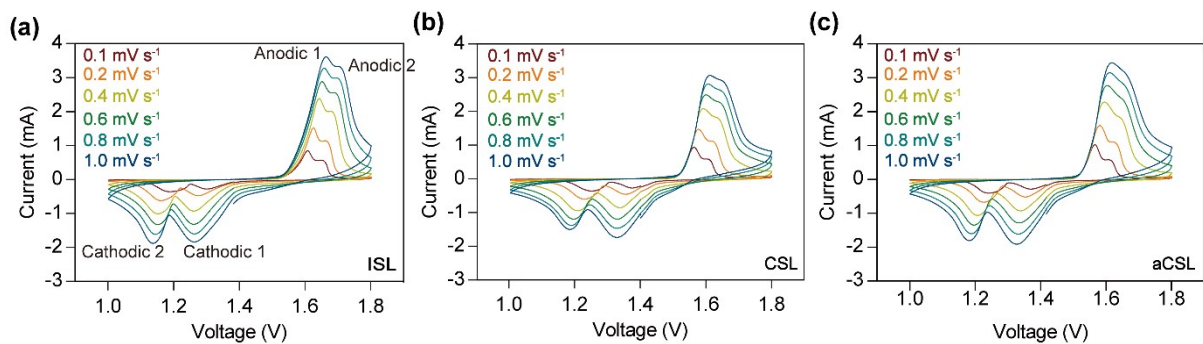 (a)
4
3
2
1
0
-1
-2
-3
Current (mA)
0.1 mV s⁻¹
0.2 mV s⁻¹
0.4 mV s⁻¹
0.6 mV s⁻¹
0.8 mV s⁻¹
1.0 mV s⁻¹
Anodic 1
Anodic 2
Cathodic 2
Cathodic 1
ISL
1.0 1.2 1.4 1.6 1.8
Voltage (V)
(b)
4
3
2
1
0
-1
-2
-3
Current (mA)
0.1 mV s⁻¹
0.2 mV s⁻¹
0.4 mV s⁻¹
0.6 mV s⁻¹
0.8 mV s⁻¹
1.0 mV s⁻¹
CSL
1.0 1.2 1.4 1.6 1.8
Voltage (V)
(c)
4
3
2
1
0
-1
-2
-3
Current (mA)
0.1 mV s⁻¹
0.2 mV s⁻¹
0.4 mV s⁻¹
0.6 mV s⁻¹
0.8 mV s⁻¹
1.0 mV s⁻¹
aCSL
1.0 1.2 1.4 1.6 1.8
Voltage (V)